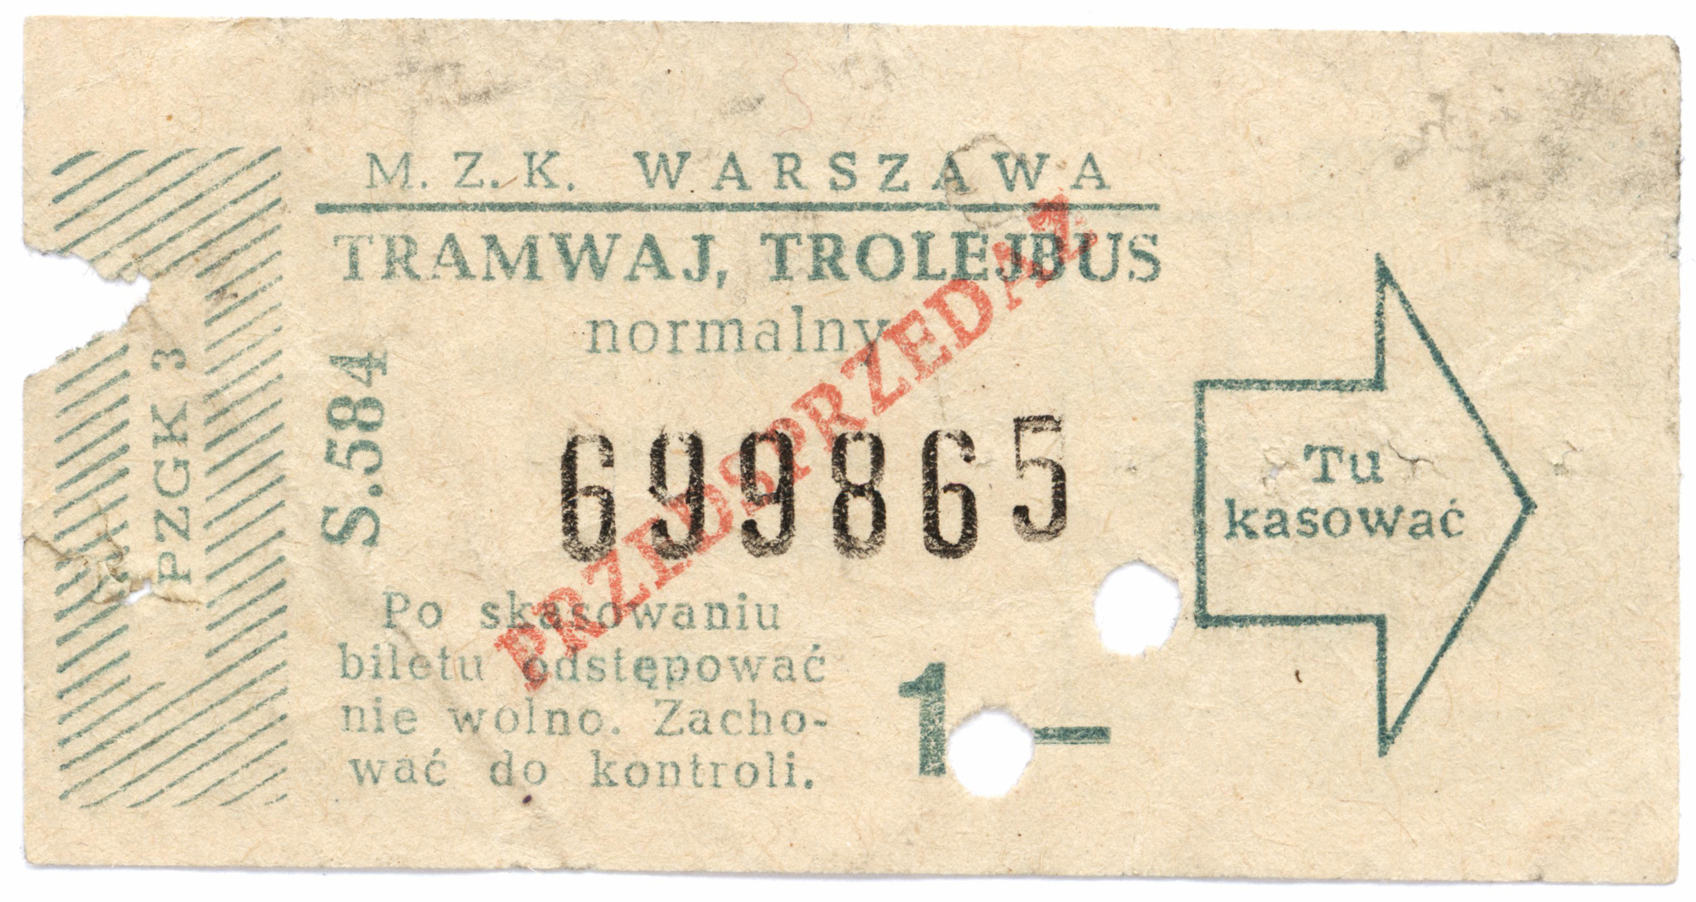 M. Z. K. WARSZAWA
TRAMWAJ, TROLEJBUS
normalny
PRZEDSPRZEDAŻ
PZGK 3
S.584
699865
Po skasowaniu
biletu odstępować
nie wolno. Zacho-
wać do kontroli.
1 —
Tu
kasować